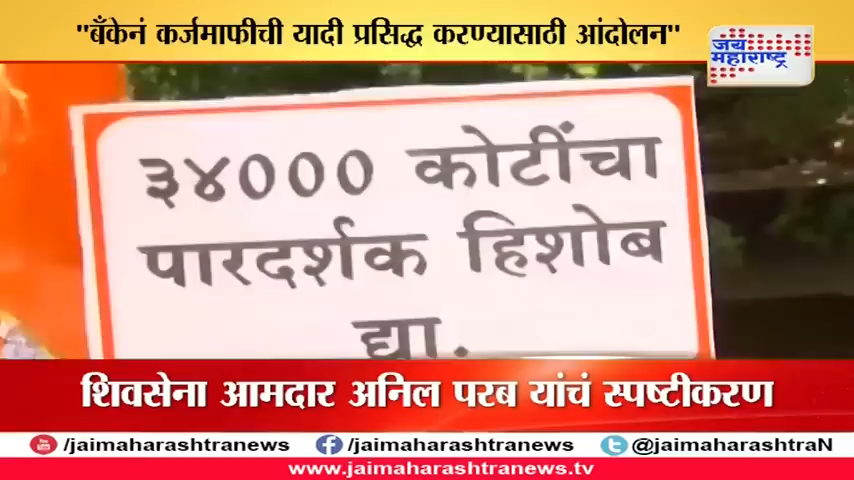 "बँकेनं कर्जमाफीची यादी प्रसिद्ध करण्यासाठी आंदोलन"
जय
महाराष्ट्र
३४००० कोटींचा
पारदर्शक हिशोब
द्या.
शिवसेना आमदार अनिल परब यांचं स्पष्टीकरण
/jaimaharashtranews
/jaimaharashtranews
@jaimaharashtraN
www.jaimaharashtranews.tv